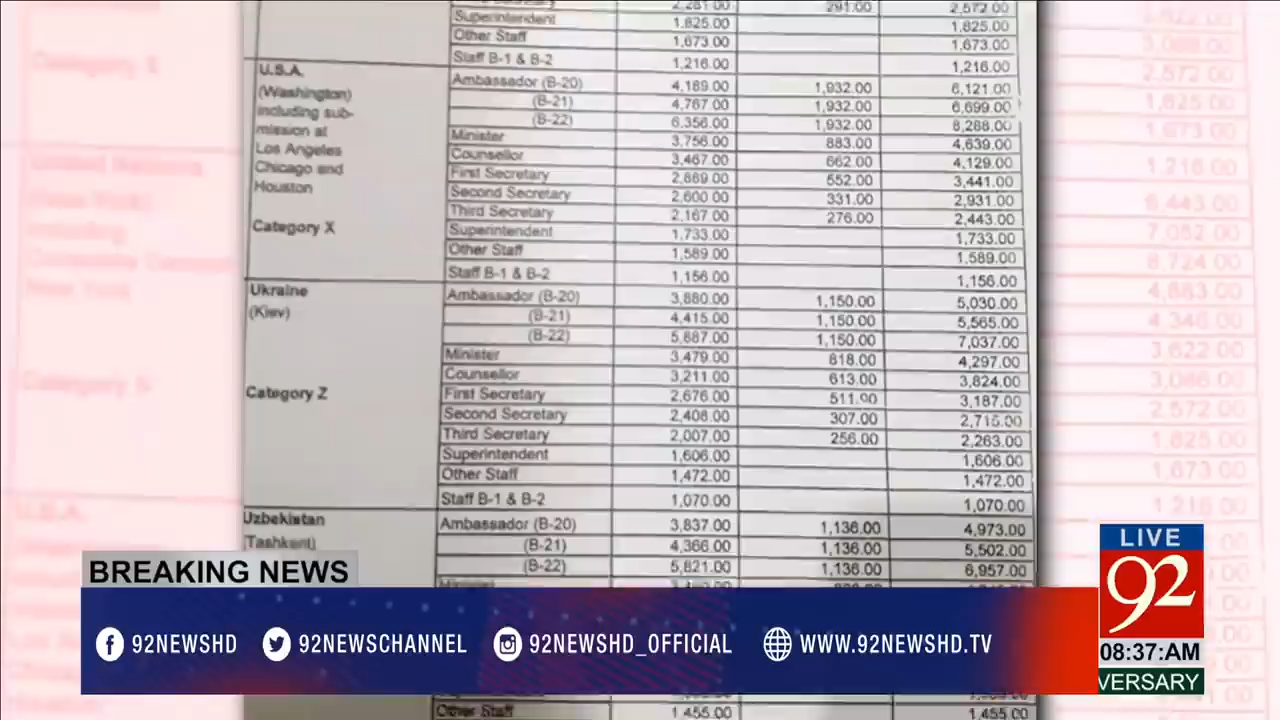 2,281.00 291.00 2,572.00
Superintendent 1,825.00 1,825.00
Other Staff 1,673.00 1,673.00
Staff B-1 & B-2 1,216.00 1,216.00
U.S.A. Ambassador (B-20) 4,189.00 1,932.00 6,121.00
(Washington) (B-21) 4,767.00 1,932.00 6,699.00
including sub- (B-22) 6,356.00 1,932.00 8,288.00
mission at Minister 3,756.00 883.00 4,639.00
Los Angeles Counsellor 3,467.00 662.00 4,129.00
Chicago and First Secretary 2,889.00 552.00 3,441.00
Houston Second Secretary 2,600.00 331.00 2,931.00
Third Secretary 2,167.00 276.00 2,443.00
Category X Superintendent 1,733.00 1,733.00
Other Staff 1,589.00 1,589.00
Staff B-1 & B-2 1,156.00 1,156.00
Ukraine Ambassador (B-20) 3,880.00 1,150.00 5,030.00
(Kiev) (B-21) 4,415.00 1,150.00 5,565.00
(B-22) 5,887.00 1,150.00 7,037.00
Minister 3,479.00 818.00 4,297.00
Counsellor 3,211.00 613.00 3,824.00
Category Z First Secretary 2,676.00 511.00 3,187.00
Second Secretary 2,408.00 307.00 2,715.00
Third Secretary 2,007.00 256.00 2,263.00
Superintendent 1,606.00 1,606.00
Other Staff 1,472.00 1,472.00
Staff B-1 & B-2 1,070.00 1,070.00
Uzbekistan Ambassador (B-20) 3,837.00 1,136.00 4,973.00
(Tashkent) (B-21) 4,366.00 1,136.00 5,502.00
(B-22) 5,821.00 1,136.00 6,957.00
BREAKING NEWS
92NEWSHD 92NEWSCHANNEL 92NEWSHD_OFFICIAL WWW.92NEWSHD.TV
LIVE
92
08:37:AM
VERSARY
Other Staff 1,455.00 1,455.00